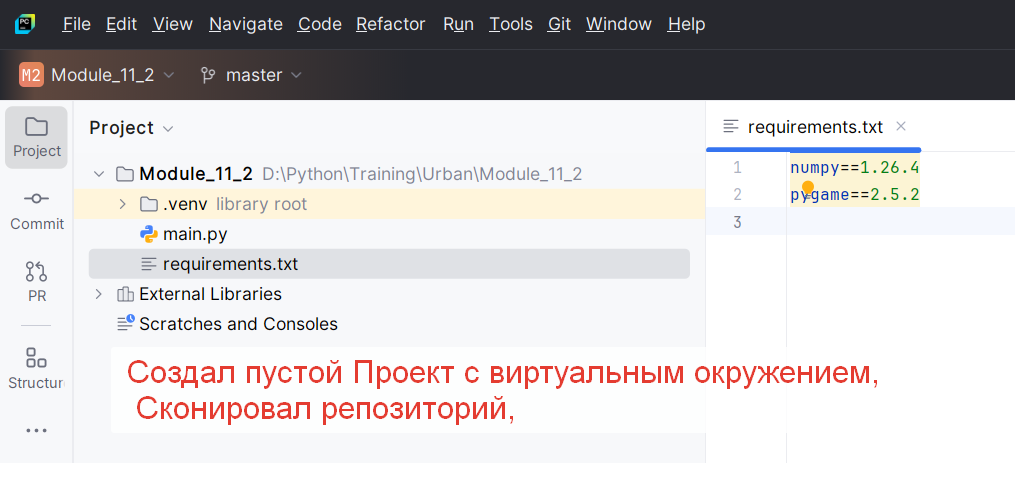 PC
File Edit View Navigate Code Refactor Run Tools Git Window Help
M2 Module_11_2 master
Project
Commit
PR
Structur
Project
Module_11_2 D:\Python\Training\Urban\Module_11_2
.venv library root
main.py
requirements.txt
External Libraries
Scratches and Consoles
requirements.txt
1 numpy==1.26.4
2 pygame==2.5.2
3
Создал пустой Проект с виртуальным окружением,
Сконировал репозиторий,